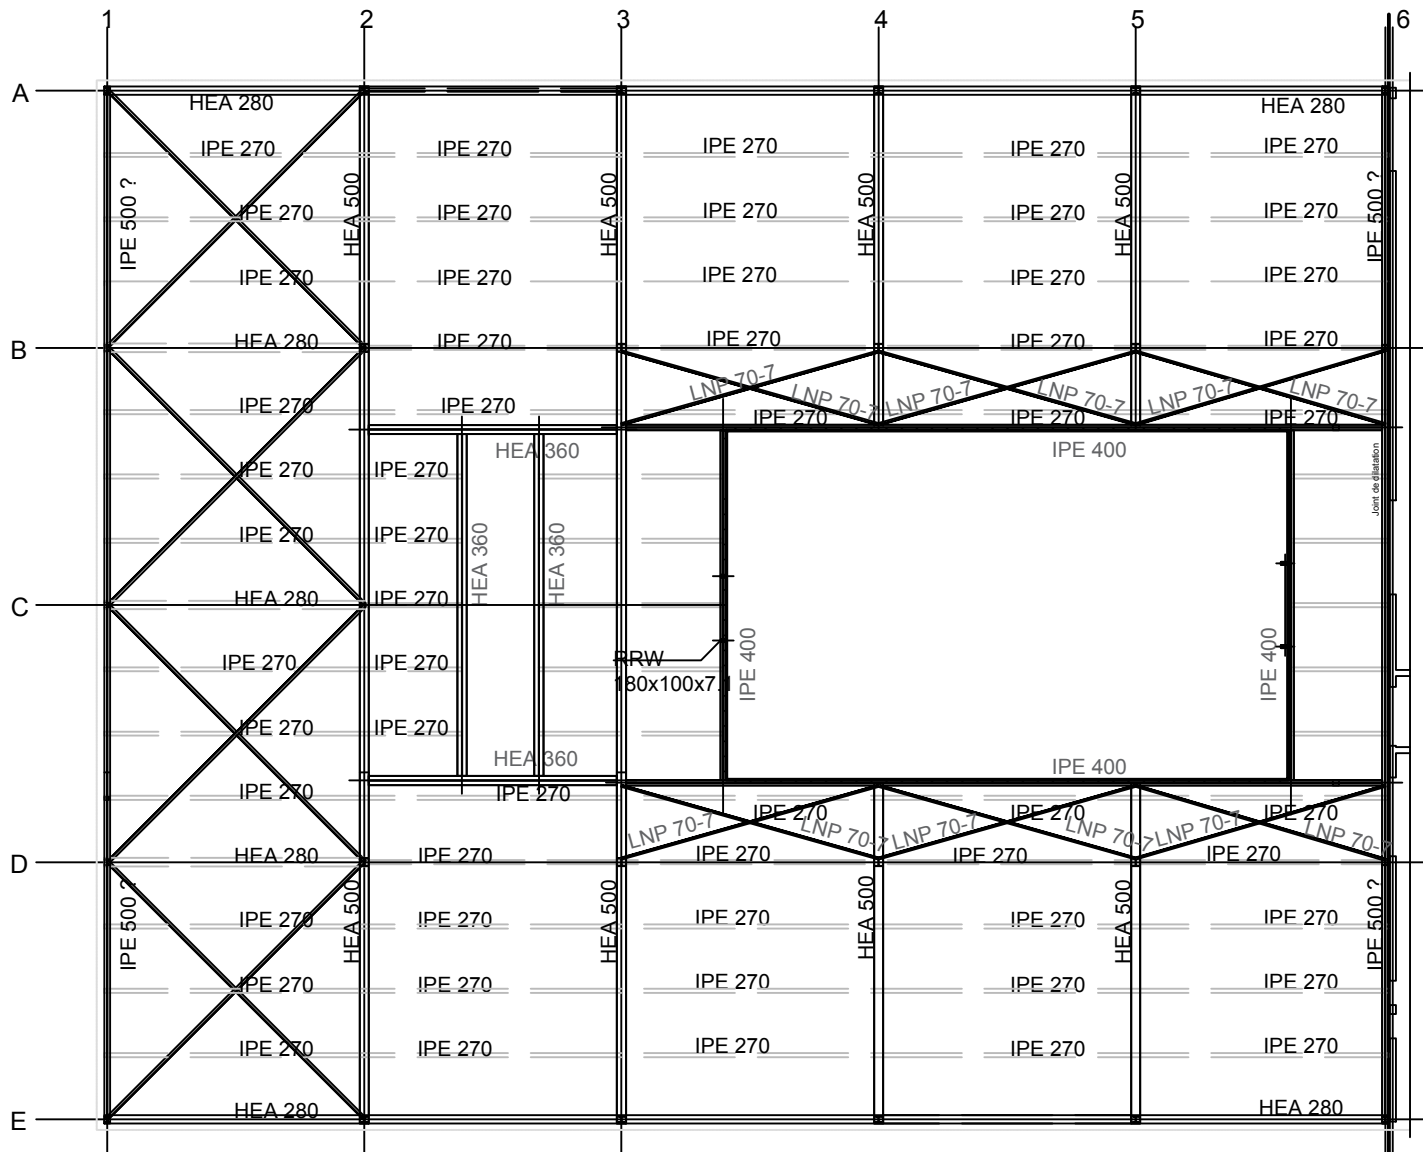 1 2 3 4 5 6
A
HEA 280
HEA 280
IPE 270 IPE 270 IPE 270 IPE 270 IPE 270
IPE 500 ?
HEA 500
HEA 500
HEA 500
HEA 500
IPE 500 ?
IPE 270 IPE 270 IPE 270 IPE 270 IPE 270
IPE 270 IPE 270 IPE 270 IPE 270 IPE 270
B
HEA 280 IPE 270 IPE 270 IPE 270 IPE 270
LNP 70-7
LNP 70-7
LNP 70-7
LNP 70-7
LNP 70-7
LNP 70-7
IPE 270 IPE 270 IPE 270 IPE 270 IPE 270
HEA 360
IPE 400
Joint de dilatation
IPE 270 IPE 270
IPE 270 IPE 270
HEA 360
HEA 360
C
HEA 280 IPE 270
IPE 270 IPE 270
RRW
180x100x7.1
IPE 400
IPE 400
IPE 270 IPE 270
HEA 360
IPE 400
IPE 270 IPE 270 IPE 270 IPE 270 IPE 270
LNP 70-7
LNP 70-7
LNP 70-7
LNP 70-7
LNP 70-7
LNP 70-7
D
HEA 280 IPE 270 IPE 270 IPE 270 IPE 270
IPE 500 ?
HEA 500
HEA 500
HEA 500
HEA 500
IPE 500 ?
IPE 270 IPE 270 IPE 270 IPE 270 IPE 270
IPE 270 IPE 270 IPE 270 IPE 270 IPE 270
IPE 270 IPE 270 IPE 270 IPE 270 IPE 270
E
HEA 280
HEA 280